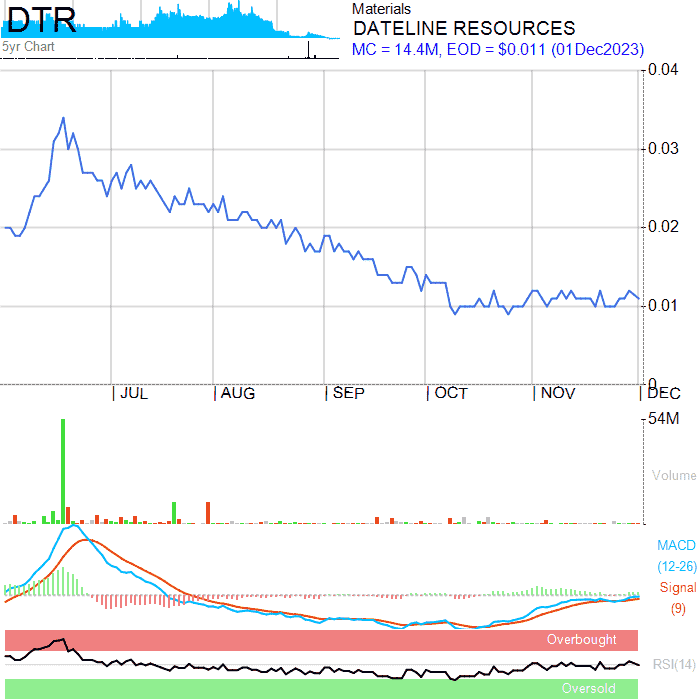 DTR
5yr Chart
Materials
DATELINE RESOURCES
MC = 14.4M, EOD = $0.011 (01Dec2023)
0.04
0.03
0.02
0.01
0
JUL AUG SEP OCT NOV DEC
54M
Volume
MACD
(12-26)
Signal
(9)
Overbought
RSI(14)
Oversold